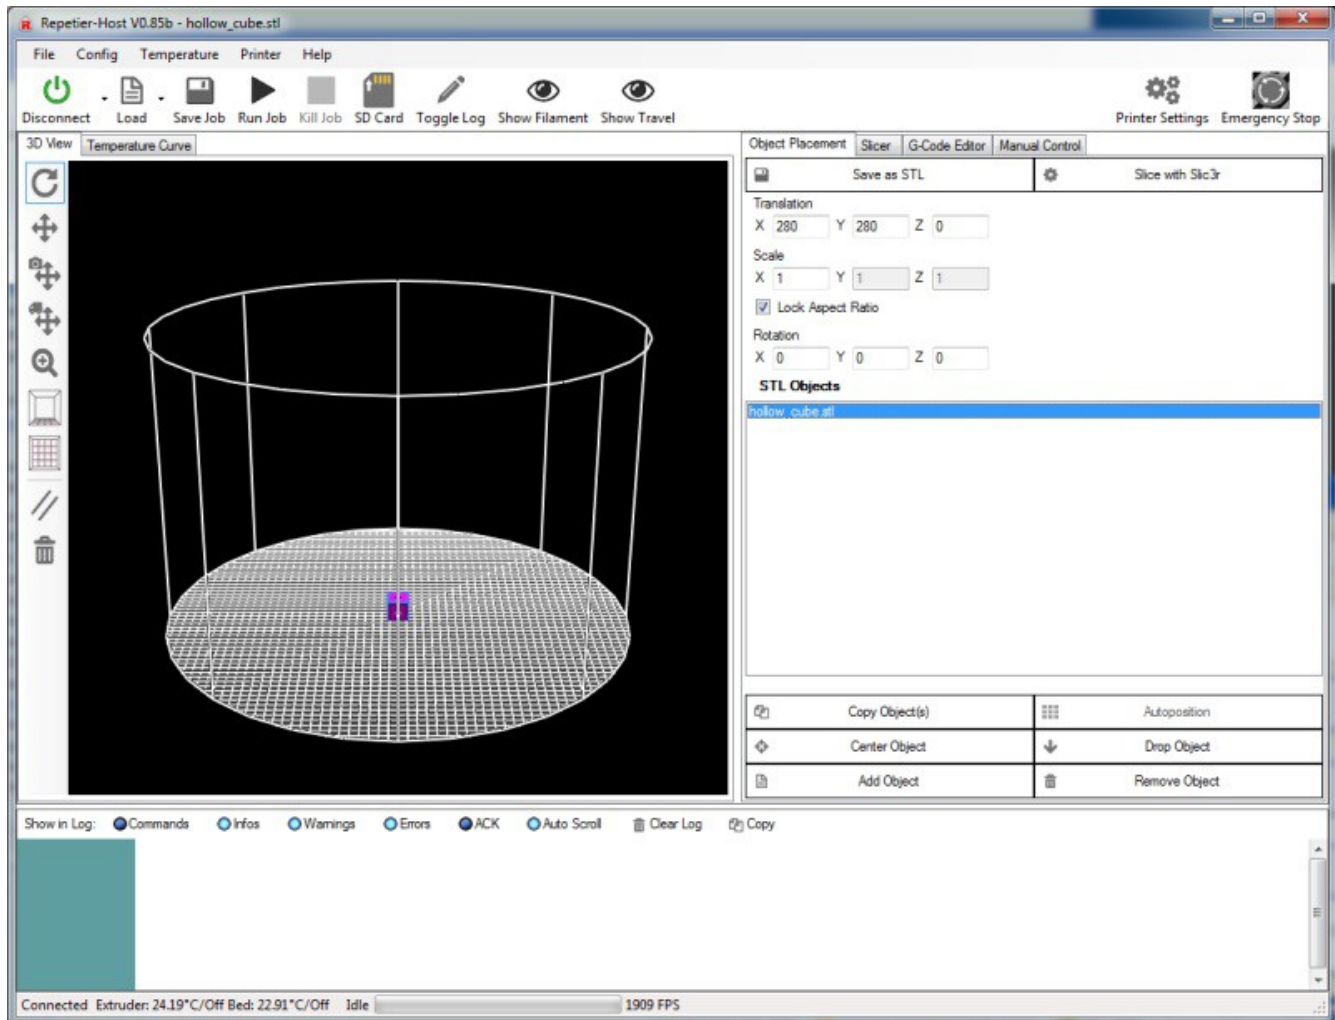 Repetier-Host V0.85b - hollow_cube.stl
File Config Temperature Printer Help
Disconnect Load Save Job Run Job Kill Job SD Card Toggle Log Show Filament Show Travel Printer Settings Emergency Stop
3D View Temperature Curve
Object Placement Slicer G-Code Editor Manual Control
Save as STL Slice with Slic3r
Translation
X 280 Y 280 Z 0
Scale
X 1 Y 1 Z 1
Lock Aspect Ratio
Rotation
X 0 Y 0 Z 0
STL Objects
hollow_cube.stl
Copy Object(s) Autoposition
Center Object Drop Object
Add Object Remove Object
Show in Log: Commands Infos Warnings Errors ACK Auto Scroll Clear Log Copy
Connected Extruder: 24.19°C/Off Bed: 22.91°C/Off Idle 1909 FPS